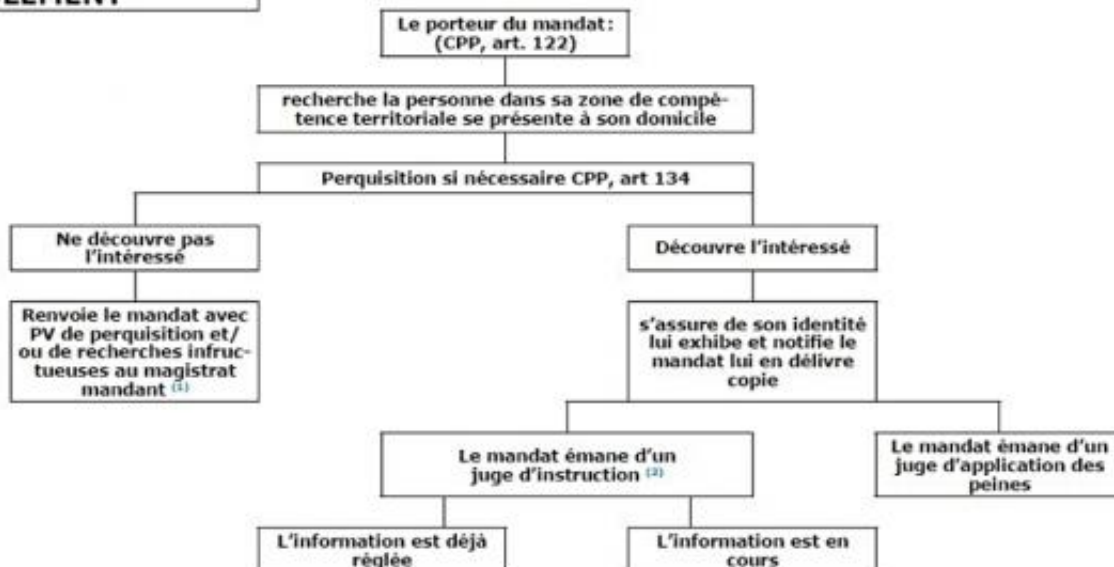 Le porteur du mandat:
(CPP, art. 122)
recherche la personne dans sa zone de compé-
tence territoriale se présente à son domicile
Perquisition si nécessaire CPP, art 134
Ne découvre pas
l'intéressé
Découvre l'intéressé
Renvoie le mandat avec
PV de perquisition et/
ou de recherches infruc-
tueuses au magistrat
mandant (1)
s'assure de son identité
lui exhibe et notifie le
mandat lui en délivre
copie
Le mandat émane d'un
juge d'instruction (2)
Le mandat émane d'un
juge d'application des
peines
L'information est déjà
réglée
L'information est en
cours